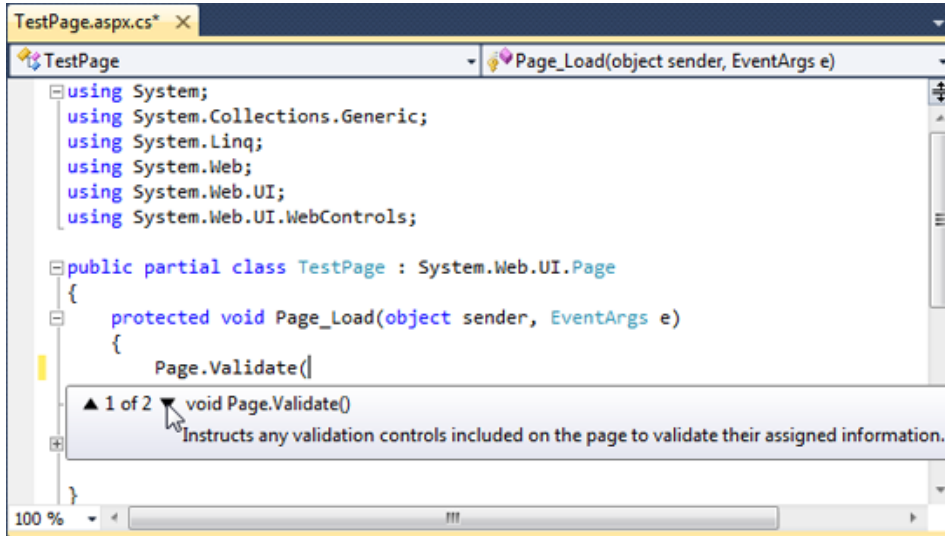 TestPage.aspx.cs*
TestPage Page_Load(object sender, EventArgs e)
using System;
using System.Collections.Generic;
using System.Linq;
using System.Web;
using System.Web.UI;
using System.Web.UI.WebControls;
public partial class TestPage : System.Web.UI.Page
{
protected void Page_Load(object sender, EventArgs e)
{
Page.Validate(
▲ 1 of 2 ▼ void Page.Validate()
Instructs any validation controls included on the page to validate their assigned information.
}
100 %